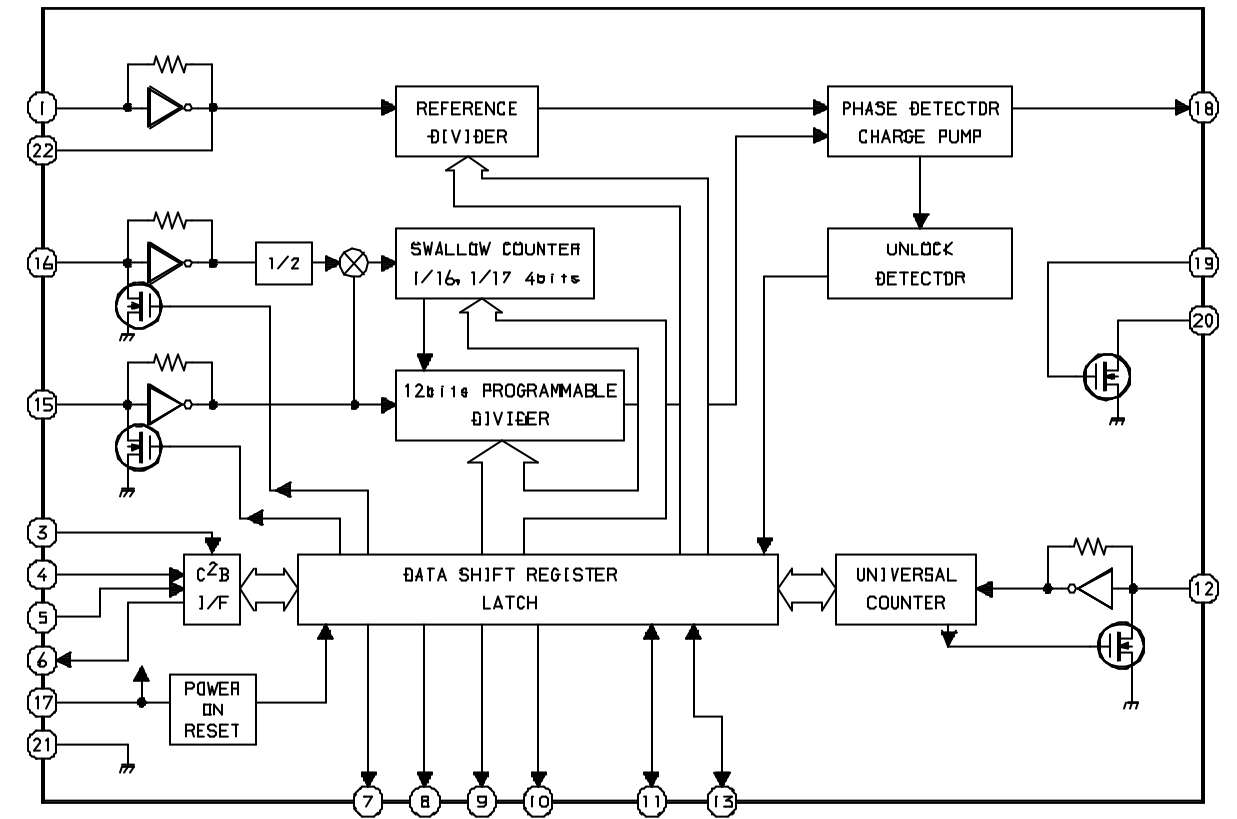 1
REFERENCE
DIVIDER
PHASE DETECTOR
CHARGE PUMP
18
22
16
1/2
SWALLOW COUNTER
1/16, 1/17 4bits
UNLOCK
DETECTOR
19
20
15
12bits PROGRAMMABLE
DIVIDER
3
4
5
6
C²B
I/F
DATA SHIFT REGISTER
LATCH
UNIVERSAL
COUNTER
12
17
POWER
ON
RESET
21
7
8
9
10
11
13